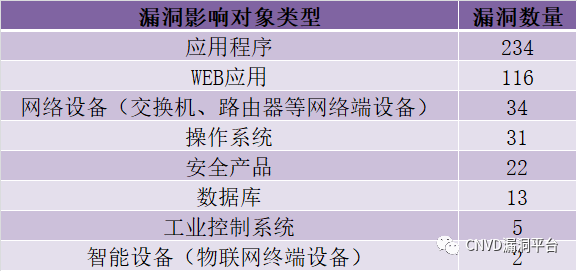 漏洞影响对象类型 漏洞数量
应用程序 234
WEB应用 116
网络设备（交换机、路由器等网络端设备） 34
操作系统 31
安全产品 22
数据库 13
工业控制系统 5
智能设备（物联网终端设备） 2
CNVD漏洞平台